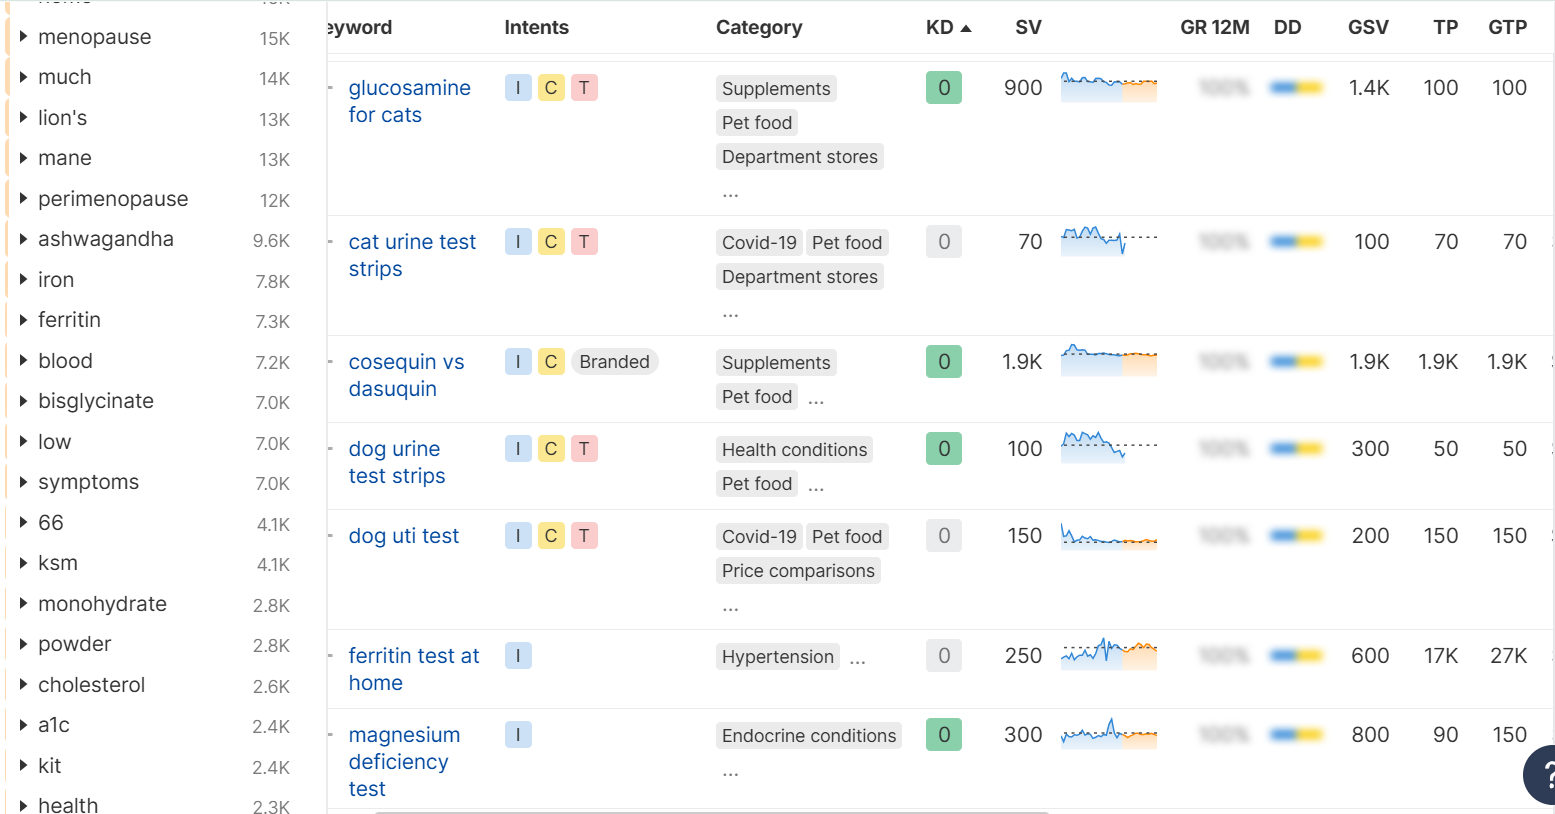 menopause 15K
much 14K
lion's 13K
mane 13K
perimenopause 12K
ashwagandha 9.6K
iron 7.8K
ferritin 7.3K
blood 7.2K
bisglycinate 7.0K
low 7.0K
symptoms 7.0K
66 4.1K
ksm 4.1K
monohydrate 2.8K
powder 2.8K
cholesterol 2.6K
a1c 2.4K
kit 2.4K
health 2.3K
eyword Intents Category KD SV GR 12M DD GSV TP GTP
glucosamine I C T Supplements 0 900 1.4K 100 100
for cats Pet food
Department stores
...
cat urine test I C T Covid-19 Pet food 0 70 100 70 70
strips Department stores
...
cosequin vs I C Branded Supplements 0 1.9K 1.9K 1.9K 1.9K
dasuquin Pet food ...
dog urine I C T Health conditions 0 100 300 50 50
test strips Pet food ...
dog uti test I C T Covid-19 Pet food 0 150 200 150 150
Price comparisons
...
ferritin test at I Hypertension ... 0 250 600 17K 27K
home
magnesium I Endocrine conditions 0 300 800 90 150
deficiency ...
test
?